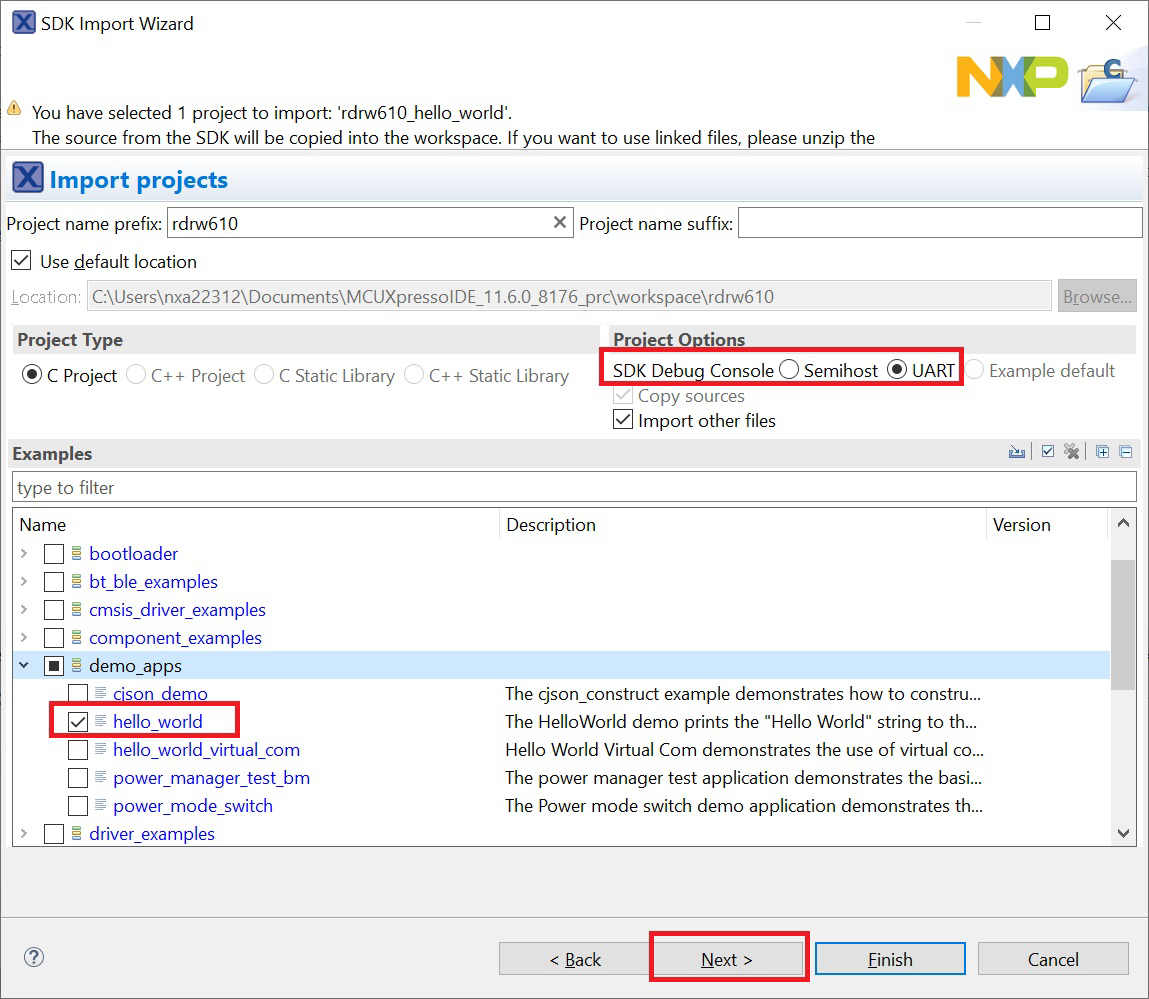 SDK Import Wizard
NXP
C
You have selected 1 project to import: 'rdrw610_hello_world'.
The source from the SDK will be copied into the workspace. If you want to use linked files, please unzip the
Import projects
Project name prefix: rdrw610 Project name suffix:
Use default location
Location: C:\Users\nxa22312\Documents\MCUXpressoIDE_11.6.0_8176_prc\workspace\rdrw610 Browse...
Project Type Project Options
C Project C++ Project C Static Library C++ Static Library SDK Debug Console Semihost UART Example default
Copy sources
Import other files
Examples
type to filter
Name Description Version
bootloader
bt_ble_examples
cmsis_driver_examples
component_examples
demo_apps
cjson_demo The cjson_construct example demonstrates how to constru...
hello_world The HelloWorld demo prints the "Hello World" string to th...
hello_world_virtual_com Hello World Virtual Com demonstrates the use of virtual co...
power_manager_test_bm The power manager test application demonstrates the basi...
power_mode_switch The Power mode switch demo application demonstrates th...
driver_examples
? < Back Next > Finish Cancel